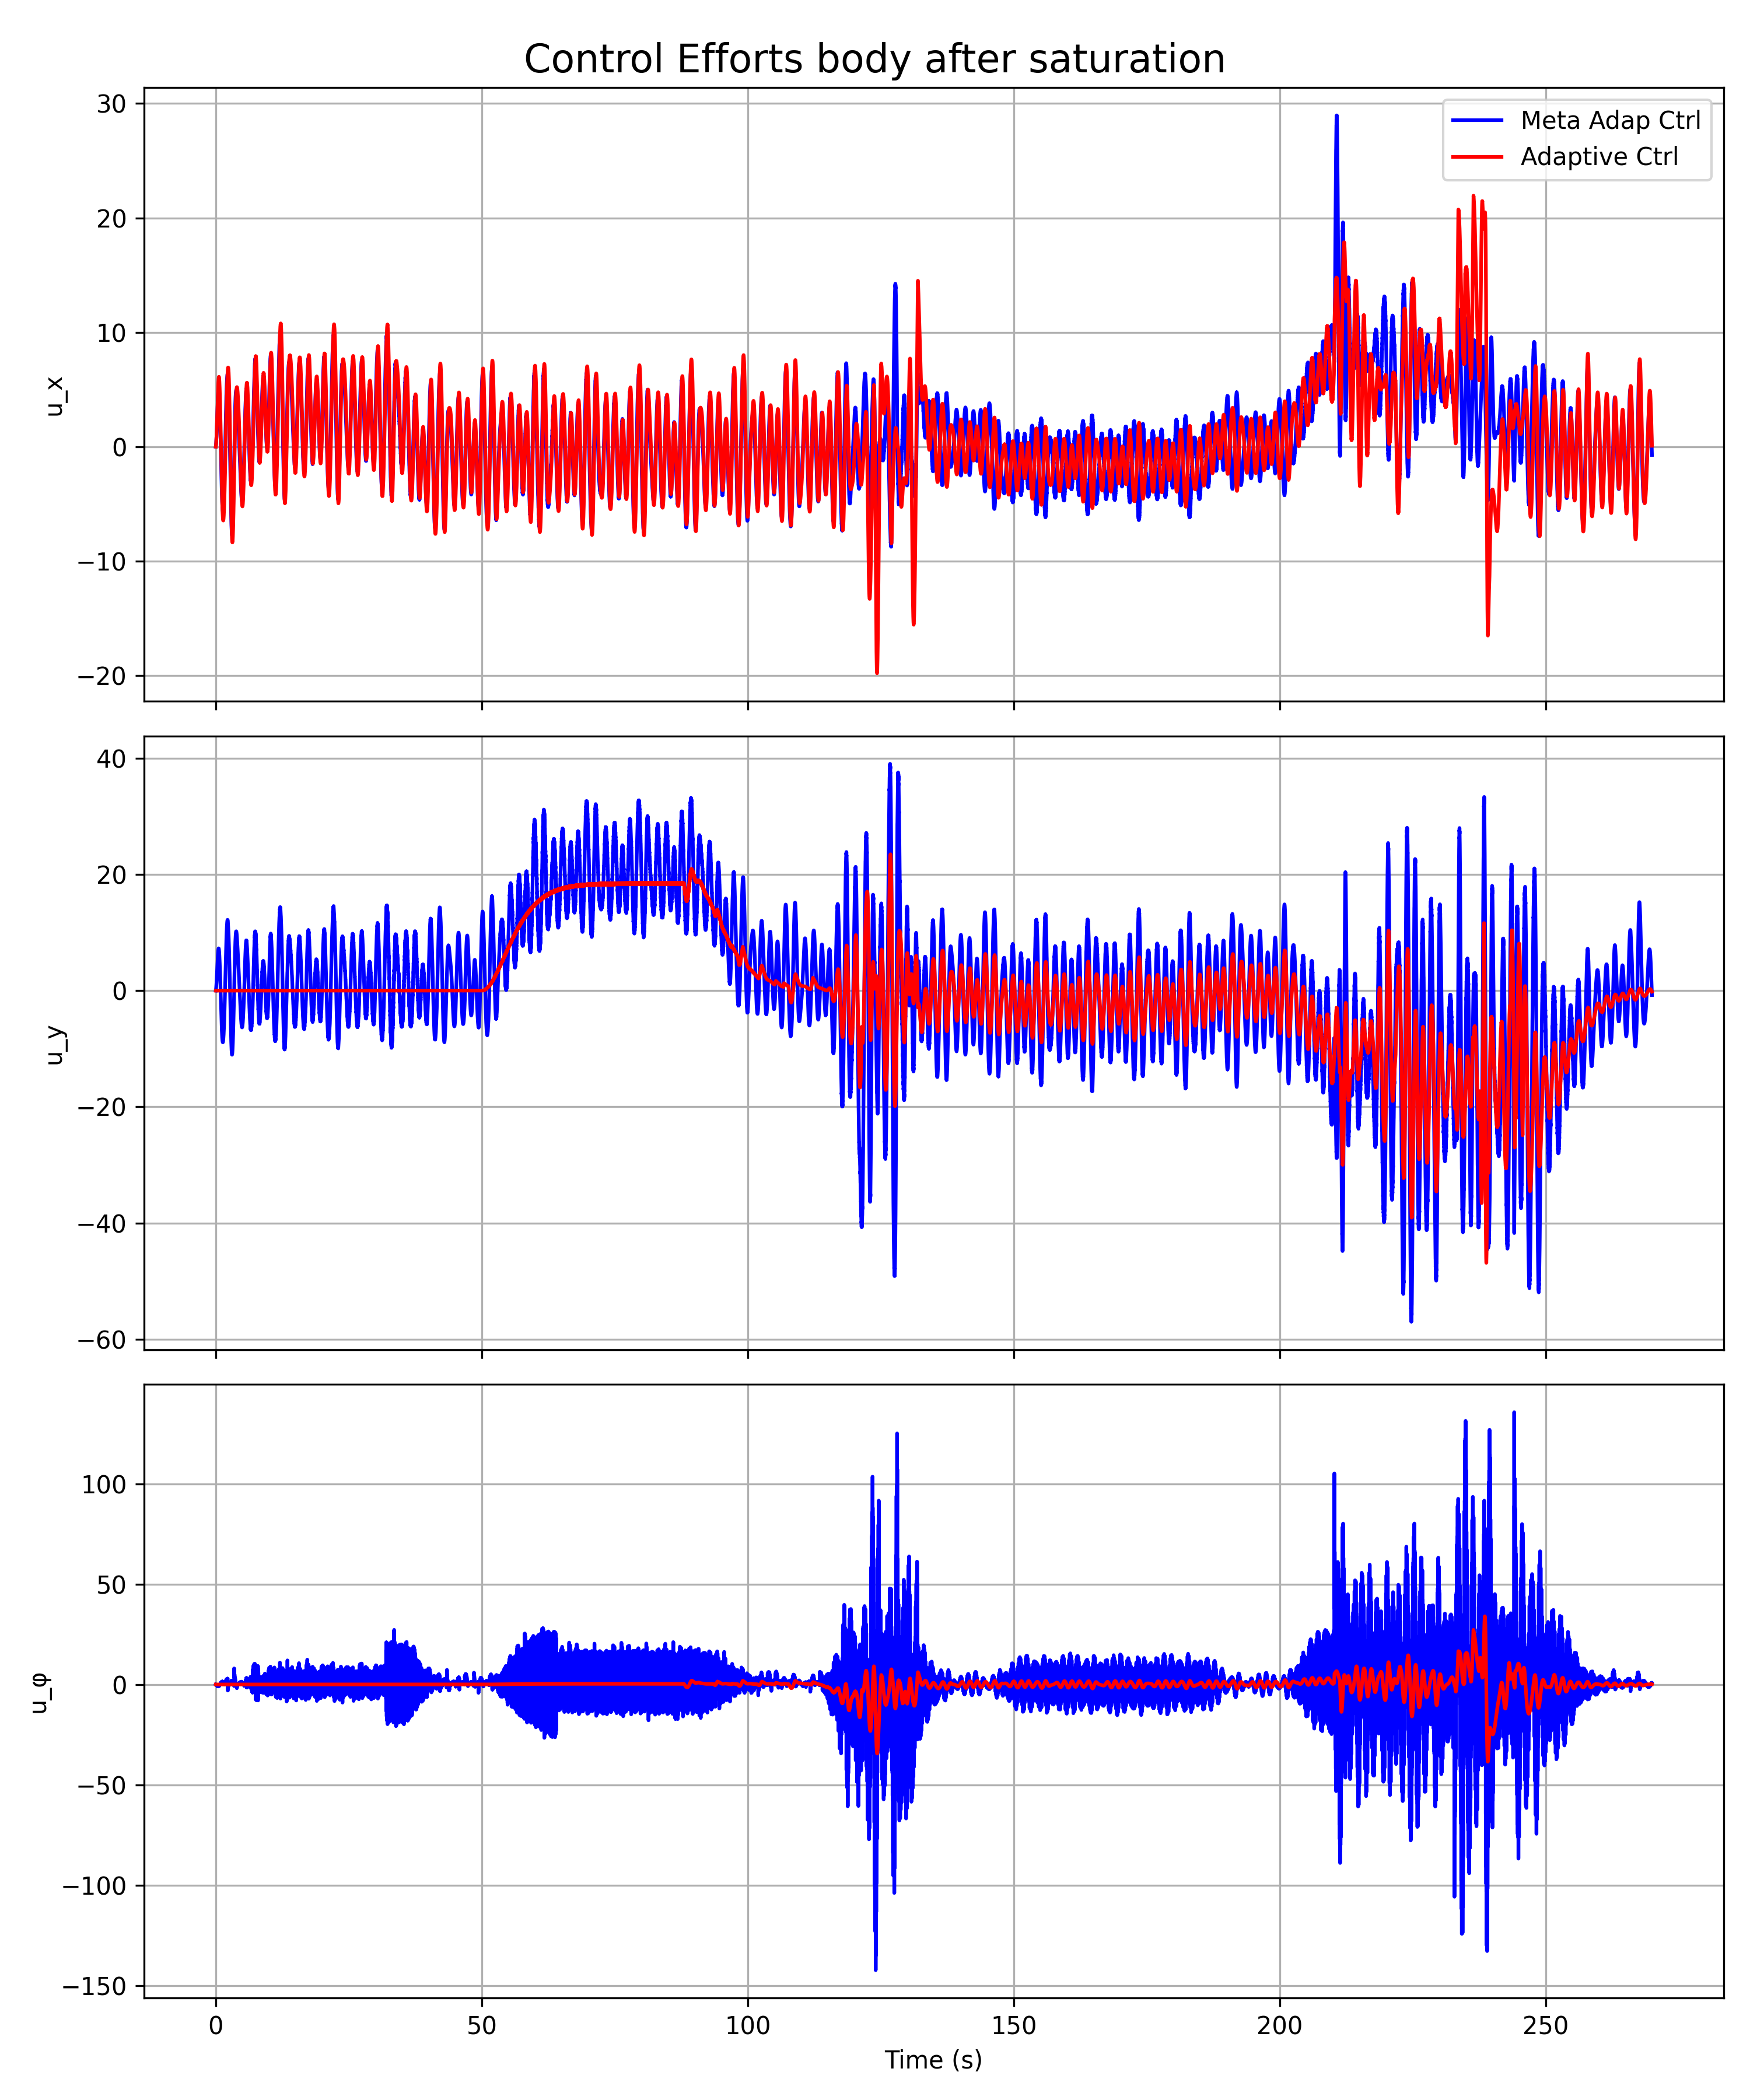 Control Efforts body after saturation
30
20
10
0
−10
−20
u_x
Meta Adap Ctrl
Adaptive Ctrl
40
20
0
−20
−40
−60
u_y
100
50
0
−50
−100
−150
u_φ
0 50 100 150 200 250
Time (s)